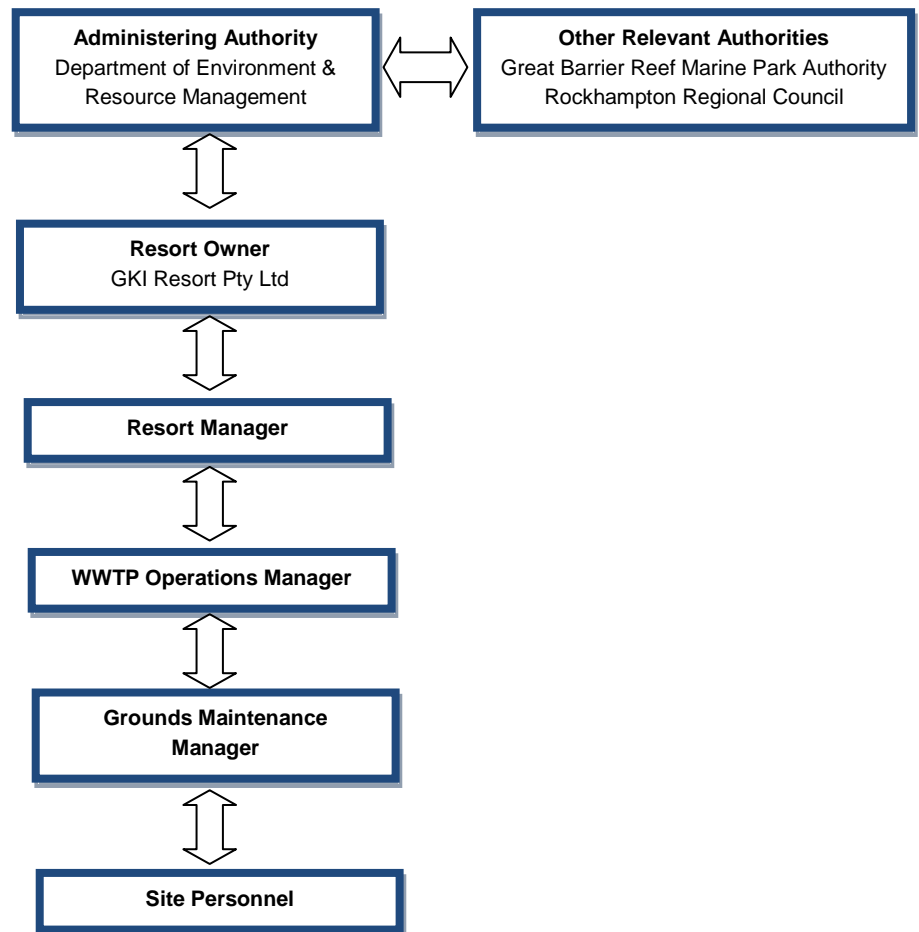 Administering Authority
Department of Environment &
Resource Management
Other Relevant Authorities
Great Barrier Reef Marine Park Authority
Rockhampton Regional Council
Resort Owner
GKI Resort Pty Ltd
Resort Manager
WWTP Operations Manager
Grounds Maintenance
Manager
Site Personnel